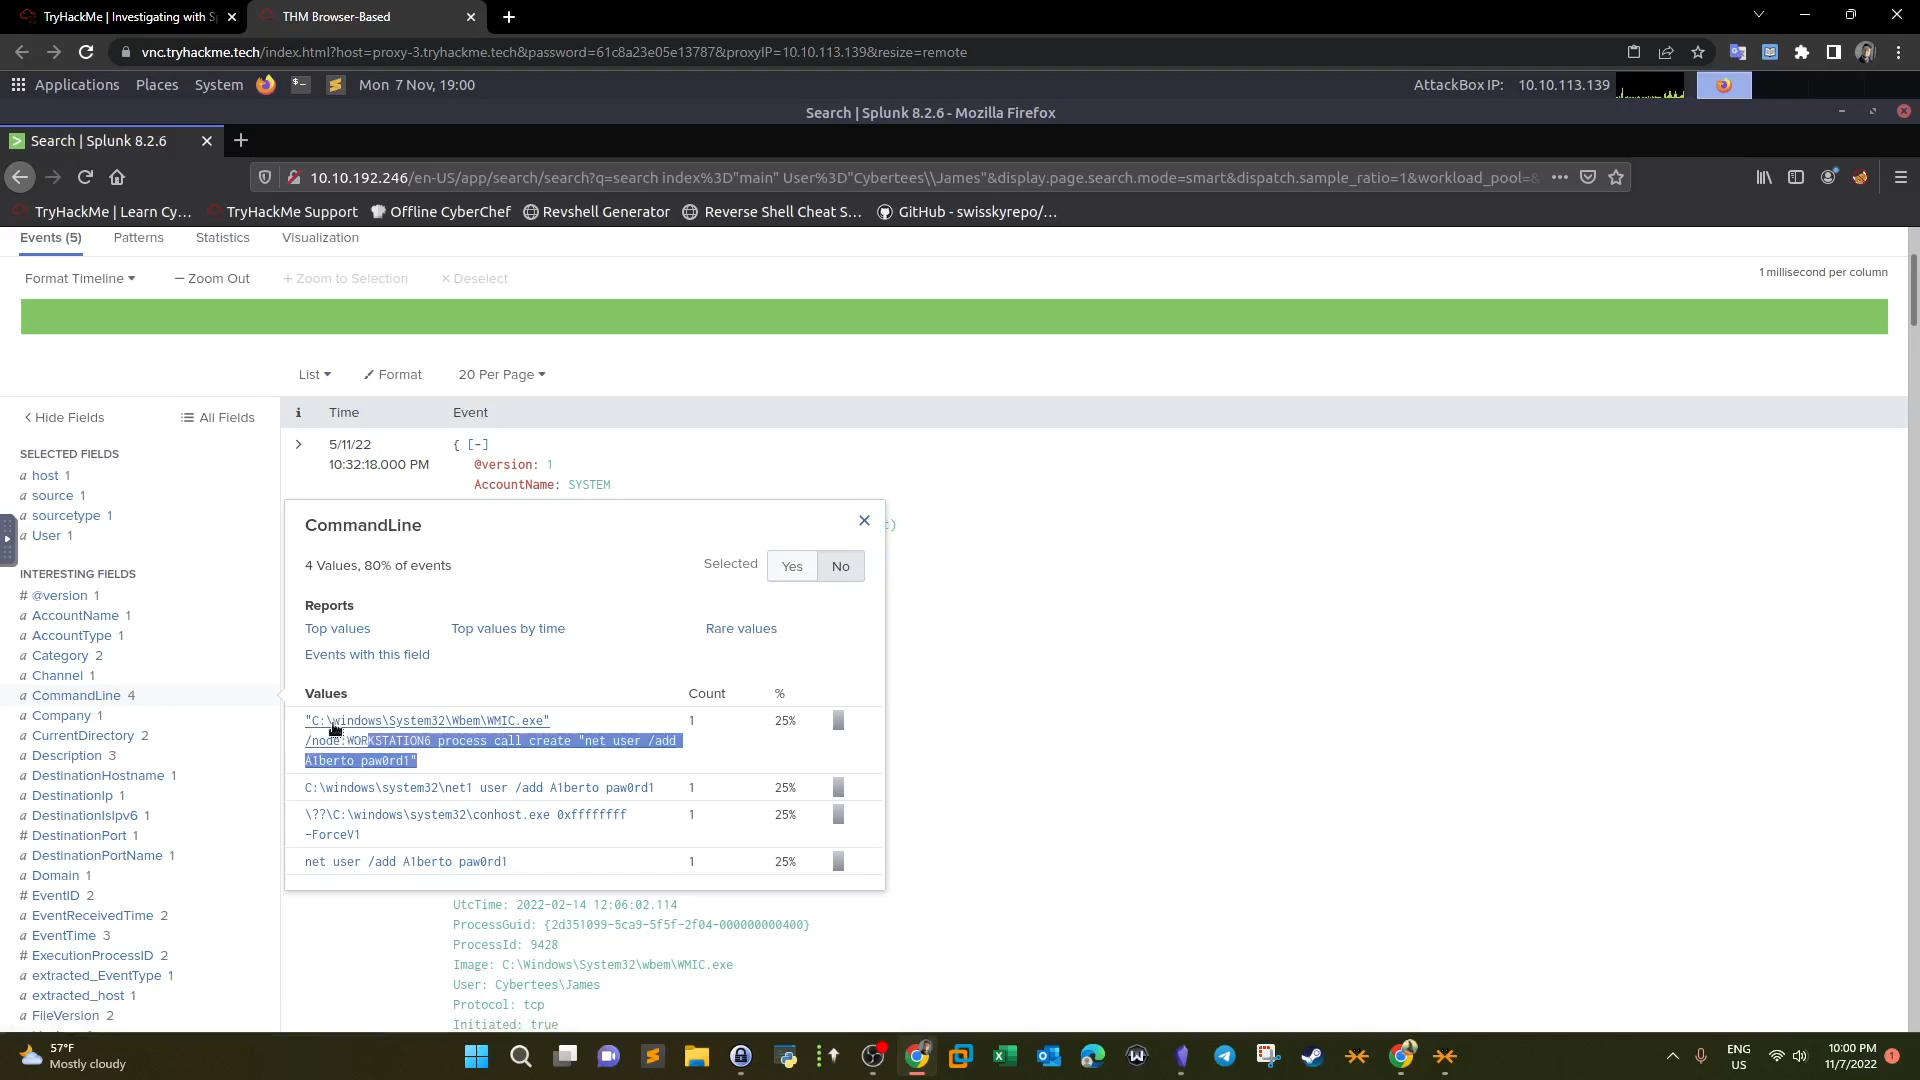 TryHackMe | Investigating with S
THM Browser-Based
vnc.tryhackme.tech/index.html?host=proxy-3.tryhackme.tech&password=61c8a23e05e13787&proxyIP=10.10.113.139&resize=remote
Applications Places System Mon 7 Nov, 19:00 AttackBox IP: 10.10.113.139
Search | Splunk 8.2.6 - Mozilla Firefox
Search | Splunk 8.2.6
10.10.192.246/en-US/app/search/search?q=search index%3D"main" User%3D"Cybertees\\James"&display.page.search.mode=smart&dispatch.sample_ratio=1&workload_pool=&
TryHackMe | Learn Cy… TryHackMe Support Offline CyberChef Revshell Generator Reverse Shell Cheat S… GitHub - swisskyrepo/…
Events (5) Patterns Statistics Visualization
Format Timeline — Zoom Out + Zoom to Selection × Deselect 1 millisecond per column
List Format 20 Per Page
< Hide Fields All Fields i Time Event
SELECTED FIELDS
a host 1
a source 1
a sourcetype 1
a User 1
INTERESTING FIELDS
# @version 1
a AccountName 1
a AccountType 1
a Category 2
a Channel 1
a CommandLine 4
a Company 1
a CurrentDirectory 2
a Description 3
a DestinationHostname 1
a DestinationIp 1
a DestinationIsIpv6 1
# DestinationPort 1
a DestinationPortName 1
a Domain 1
# EventID 2
a EventReceivedTime 2
a EventTime 3
# ExecutionProcessID 2
a extracted_EventType 1
a extracted_host 1
a FileVersion 2
5/11/22
10:32:18.000 PM
{ [-]
@version: 1
AccountName: SYSTEM
CommandLine
4 Values, 80% of events Selected Yes No
Reports
Top values Top values by time Rare values
Events with this field
Values Count %
"C:\windows\System32\Wbem\WMIC.exe" 1 25%
/node:WORKSTATION6 process call create "net user /add
A1berto paw0rd1"
C:\windows\system32\net1 user /add A1berto paw0rd1 1 25%
\??\C:\windows\system32\conhost.exe 0xffffffff 1 25%
-ForceV1
net user /add A1berto paw0rd1 1 25%
UtcTime: 2022-02-14 12:06:02.114
ProcessGuid: {2d351099-5ca9-5f5f-2f04-000000000400}
ProcessId: 9428
Image: C:\Windows\System32\wbem\WMIC.exe
User: Cybertees\James
Protocol: tcp
Initiated: true
57°F
Mostly cloudy
ENG
US
10:00 PM
11/7/2022
1